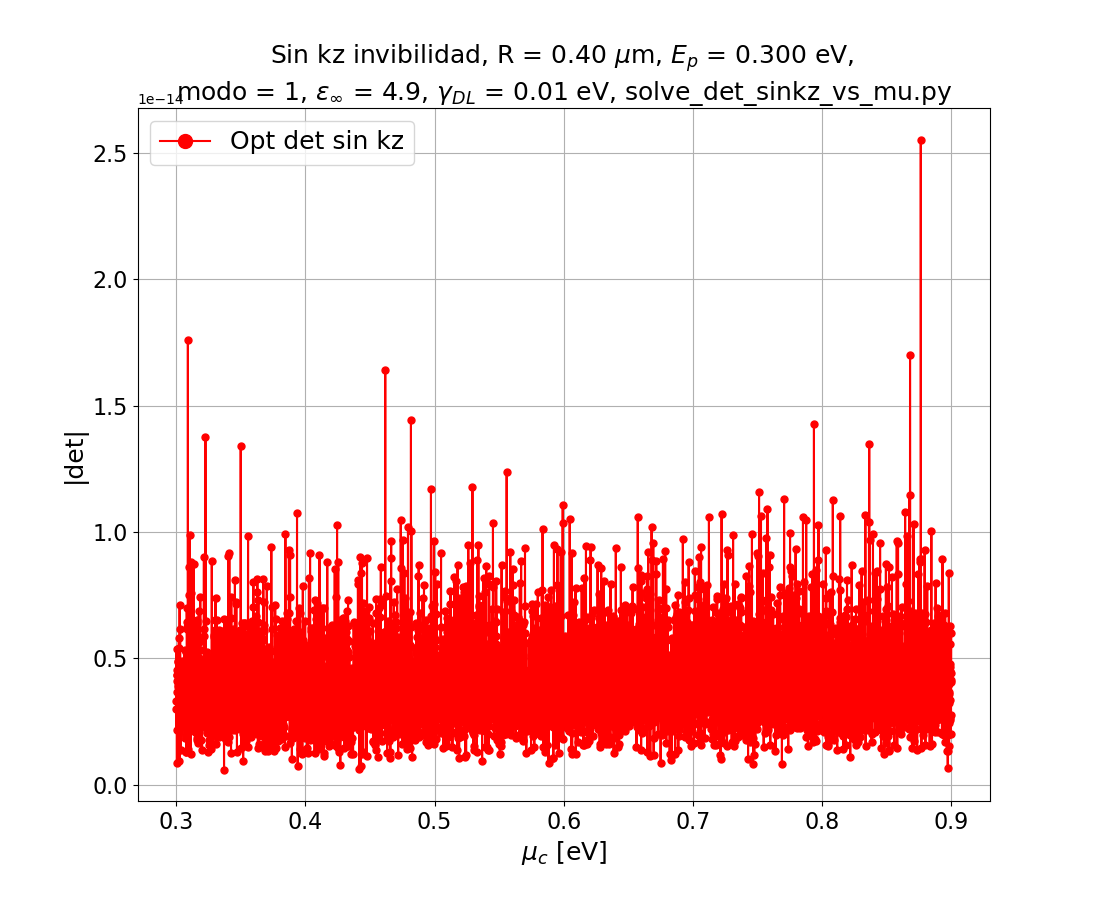 Sin kz invibilidad, R = 0.40 μm, E_p = 0.300 eV,
modo = 1, ε_∞ = 4.9, γ_DL = 0.01 eV, solve_det_sinkz_vs_mu.py
1e−14
Opt det sin kz
2.5
2.0
1.5
1.0
0.5
0.0
|det|
0.3 0.4 0.5 0.6 0.7 0.8 0.9
μ_c [eV]